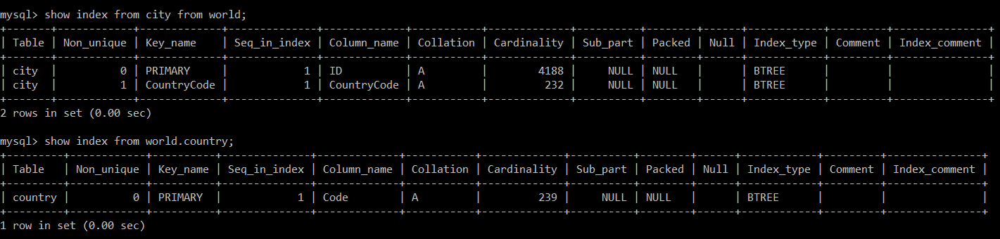 mysql> show index from city from world;
+-------+------------+-------------+--------------+-------------+-----------+-------------+----------+--------+------+------------+---------+---------------+
| Table | Non_unique | Key_name    | Seq_in_index | Column_name | Collation | Cardinality | Sub_part | Packed | Null | Index_type | Comment | Index_comment |
+-------+------------+-------------+--------------+-------------+-----------+-------------+----------+--------+------+------------+---------+---------------+
| city  |          0 | PRIMARY     |            1 | ID          | A         |        4188 |     NULL | NULL   |      | BTREE      |         |               |
| city  |          1 | CountryCode |            1 | CountryCode | A         |         232 |     NULL | NULL   |      | BTREE      |         |               |
+-------+------------+-------------+--------------+-------------+-----------+-------------+----------+--------+------+------------+---------+---------------+
2 rows in set (0.00 sec)
mysql> show index from world.country;
+---------+------------+----------+--------------+-------------+-----------+-------------+----------+--------+------+------------+---------+---------------+
| Table   | Non_unique | Key_name | Seq_in_index | Column_name | Collation | Cardinality | Sub_part | Packed | Null | Index_type | Comment | Index_comment |
+---------+------------+----------+--------------+-------------+-----------+-------------+----------+--------+------+------------+---------+---------------+
| country |          0 | PRIMARY  |            1 | Code        | A         |         239 |     NULL | NULL   |      | BTREE      |         |               |
+---------+------------+----------+--------------+-------------+-----------+-------------+----------+--------+------+------------+---------+---------------+
1 row in set (0.00 sec)